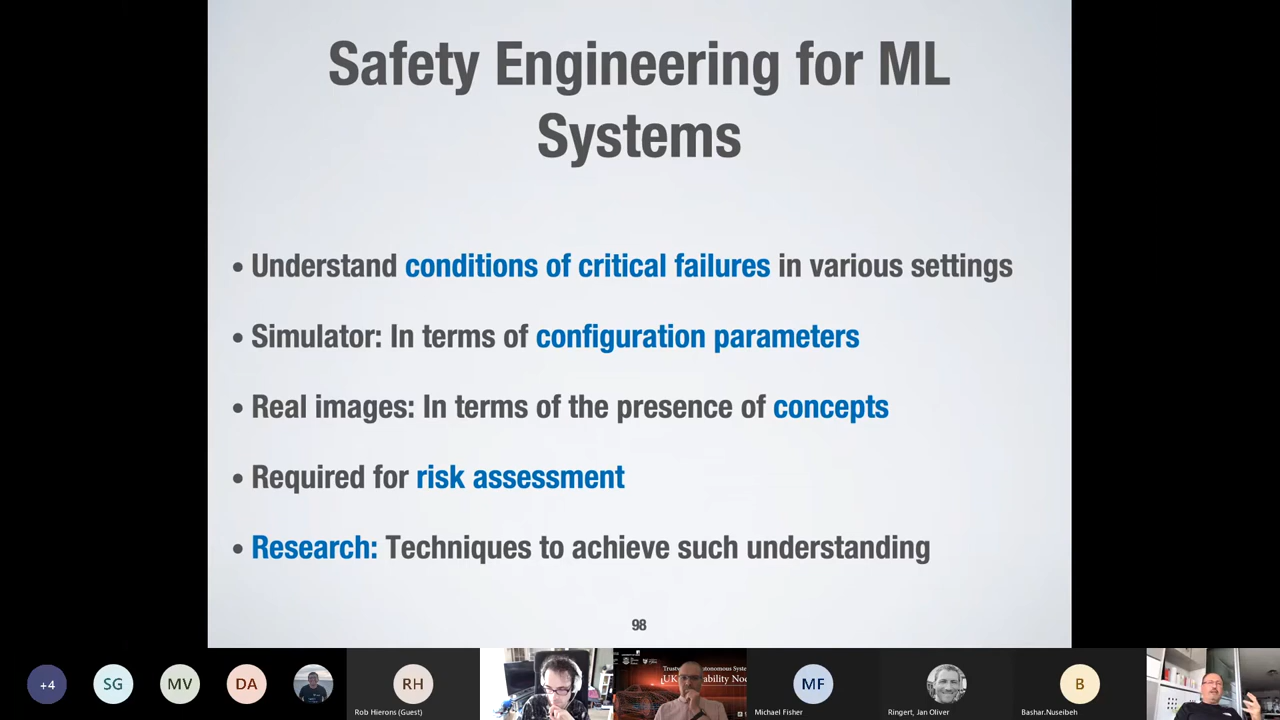 Safety Engineering for ML
Systems
• Understand conditions of critical failures in various settings
• Simulator: In terms of configuration parameters
• Real images: In terms of the presence of concepts
• Required for risk assessment
• Research: Techniques to achieve such understanding
98
+4
SG
MV
DA
RH
Rob Hierons (Guest)
MF
Michael Fisher
Ringert, Jan Oliver
B
Bashar.Nuseibeh